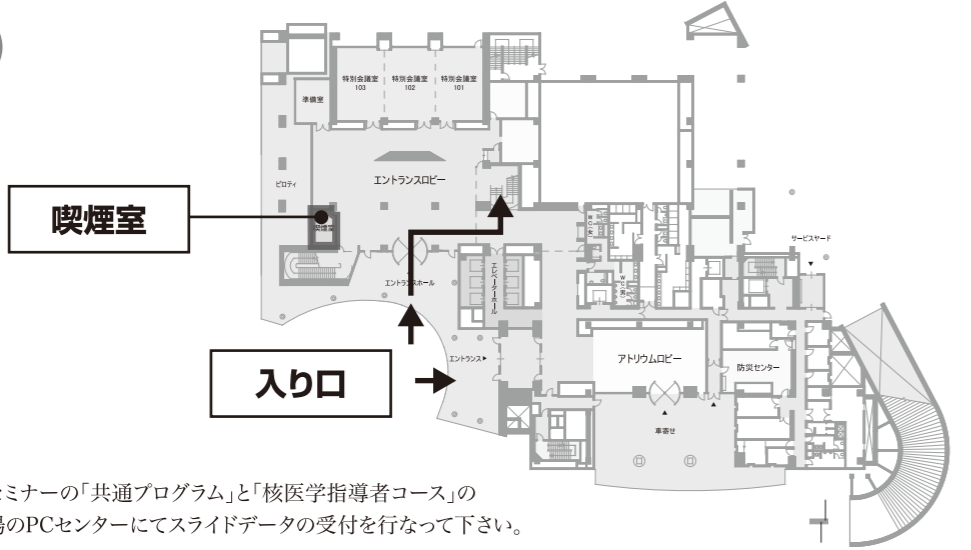 特別会議室
103
特別会議室
102
特別会議室
101
準備室
ピロティ
エントランスロビー
喫煙室
喫煙室
サービスヤード
エントランスホール
エレベーターホール
エントランス▶
アトリウムロビー
防災センター
入り口
車寄せ
ミナーの「共通プログラム」と「核医学指導者コース」の
のPCセンターにてスライドデータの受付を行なって下さい。